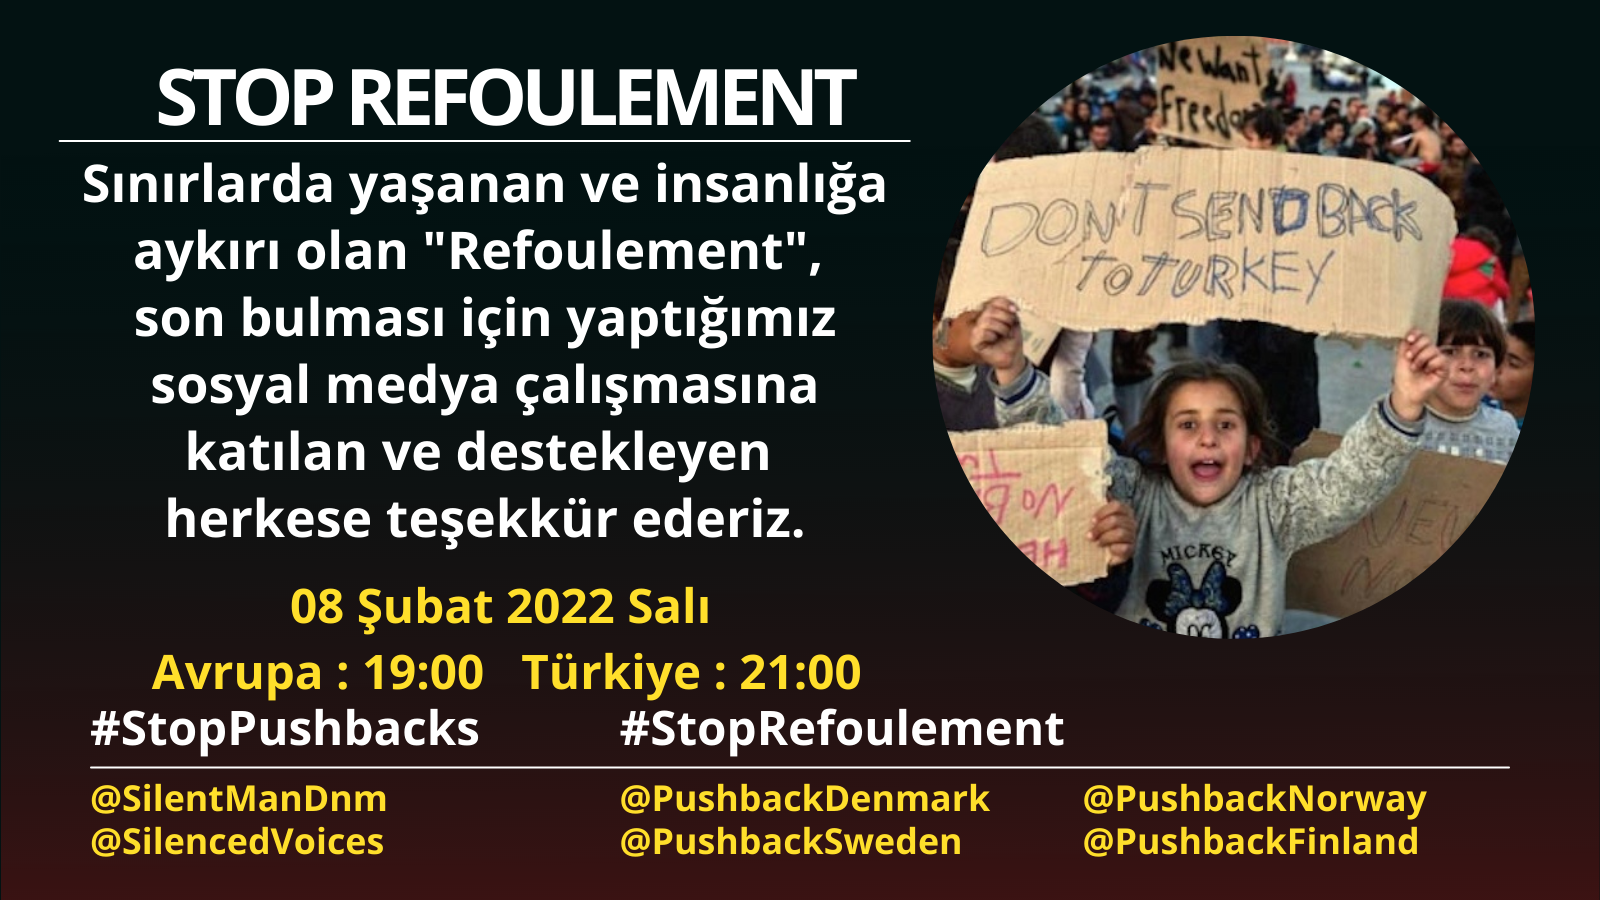 STOP REFOULEMENT
Sınırlarda yaşanan ve insanlığa
aykırı olan "Refoulement",
son bulması için yaptığımız
sosyal medya çalışmasına
katılan ve destekleyen
herkese teşekkür ederiz.
08 Şubat 2022 Salı
Avrupa : 19:00 Türkiye : 21:00
#StopPushbacks #StopRefoulement
@SilentManDnm @PushbackDenmark @PushbackNorway
@SilencedVoices @PushbackSweden @PushbackFinland
We Want
Freedom
DON'T SEND BACK
TO TURKEY
MICKEY